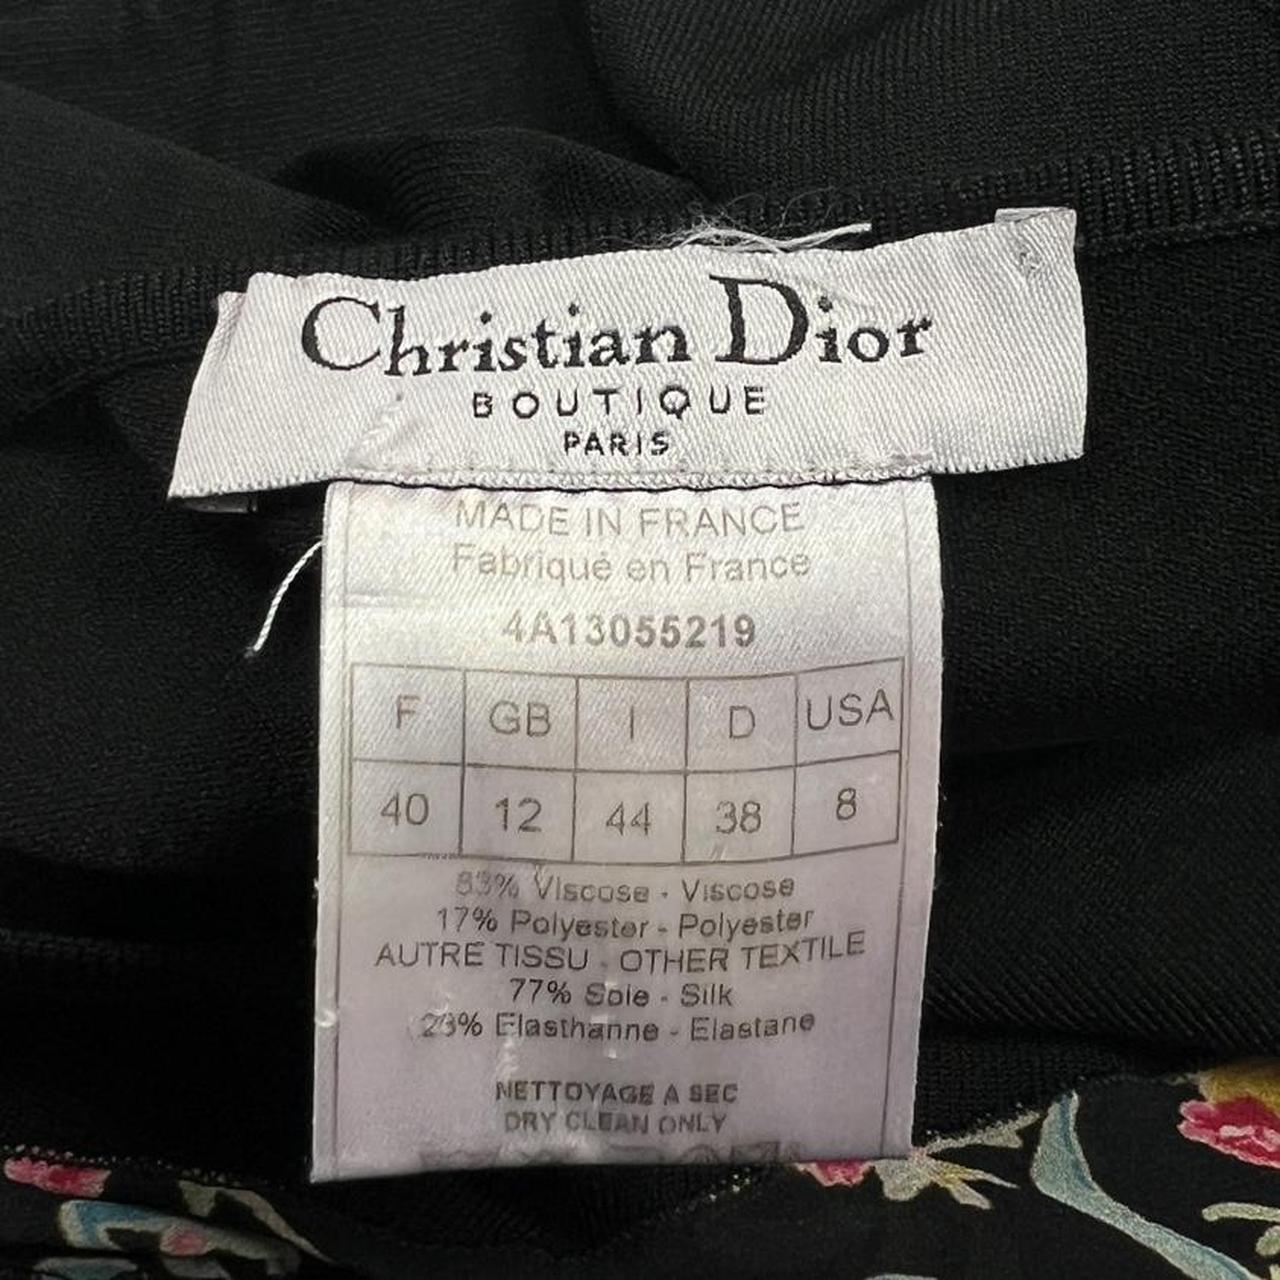 Christian Dior
BOUTIQUE
PARIS
MADE IN FRANCE
Fabriqué en France
4A13055219
F GB I D USA
40 12 44 38 8
83% Viscose - Viscose
17% Polyester - Polyester
AUTRE TISSU - OTHER TEXTILE
77% Soie - Silk
23% Elasthanne - Elastane
NETTOYAGE A SEC
DRY CLEAN ONLY